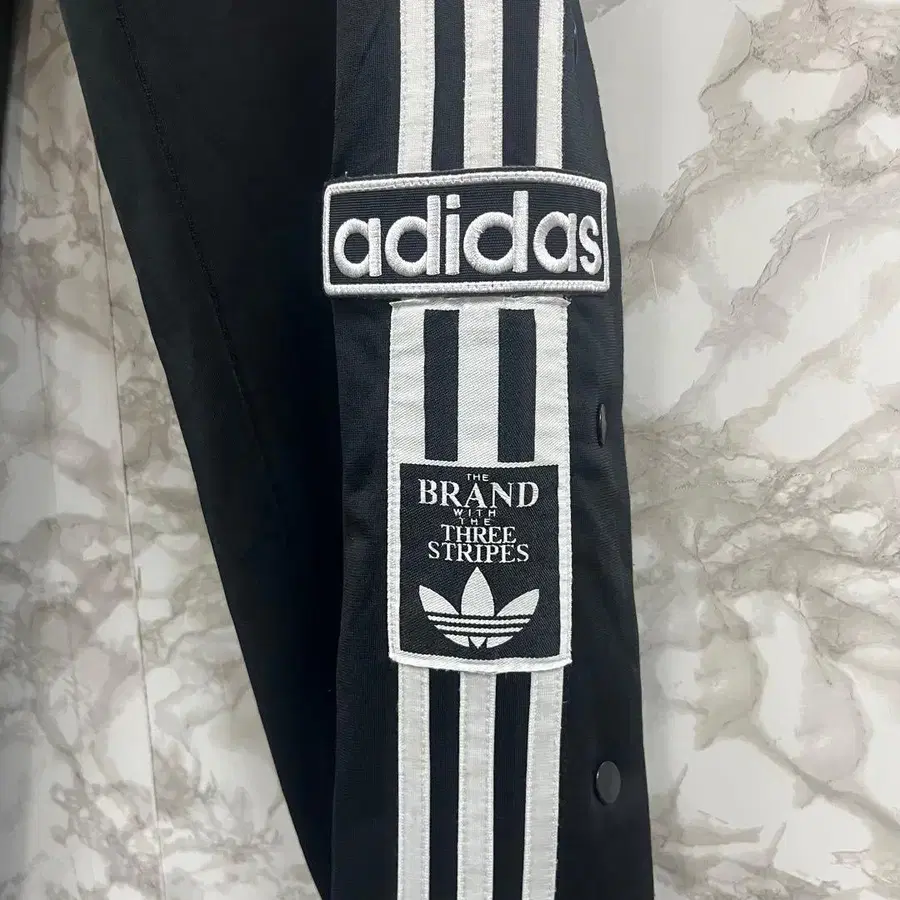 adidas
THE
BRAND
WITH
THE
THREE
STRIPES